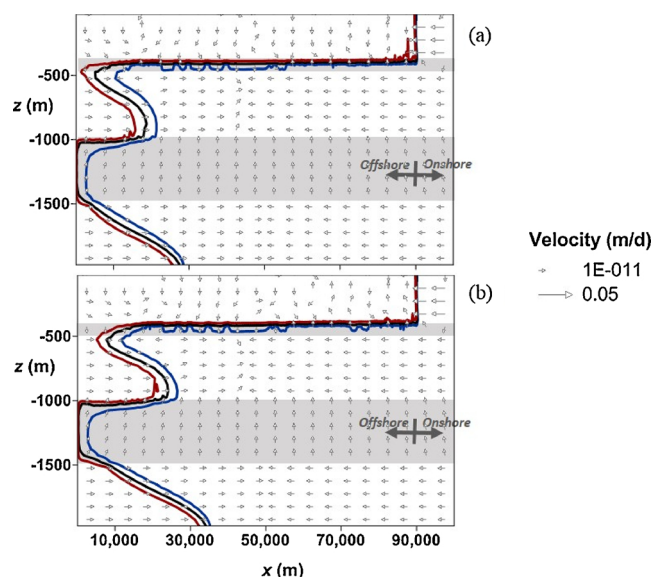 (a)
-500
z (m)
-1000
Offshore Onshore
-1500
Velocity (m/d)
1E-011
0.05
(b)
-500
z (m)
-1000
Offshore Onshore
-1500
10,000 30,000 50,000 70,000 90,000
x (m)